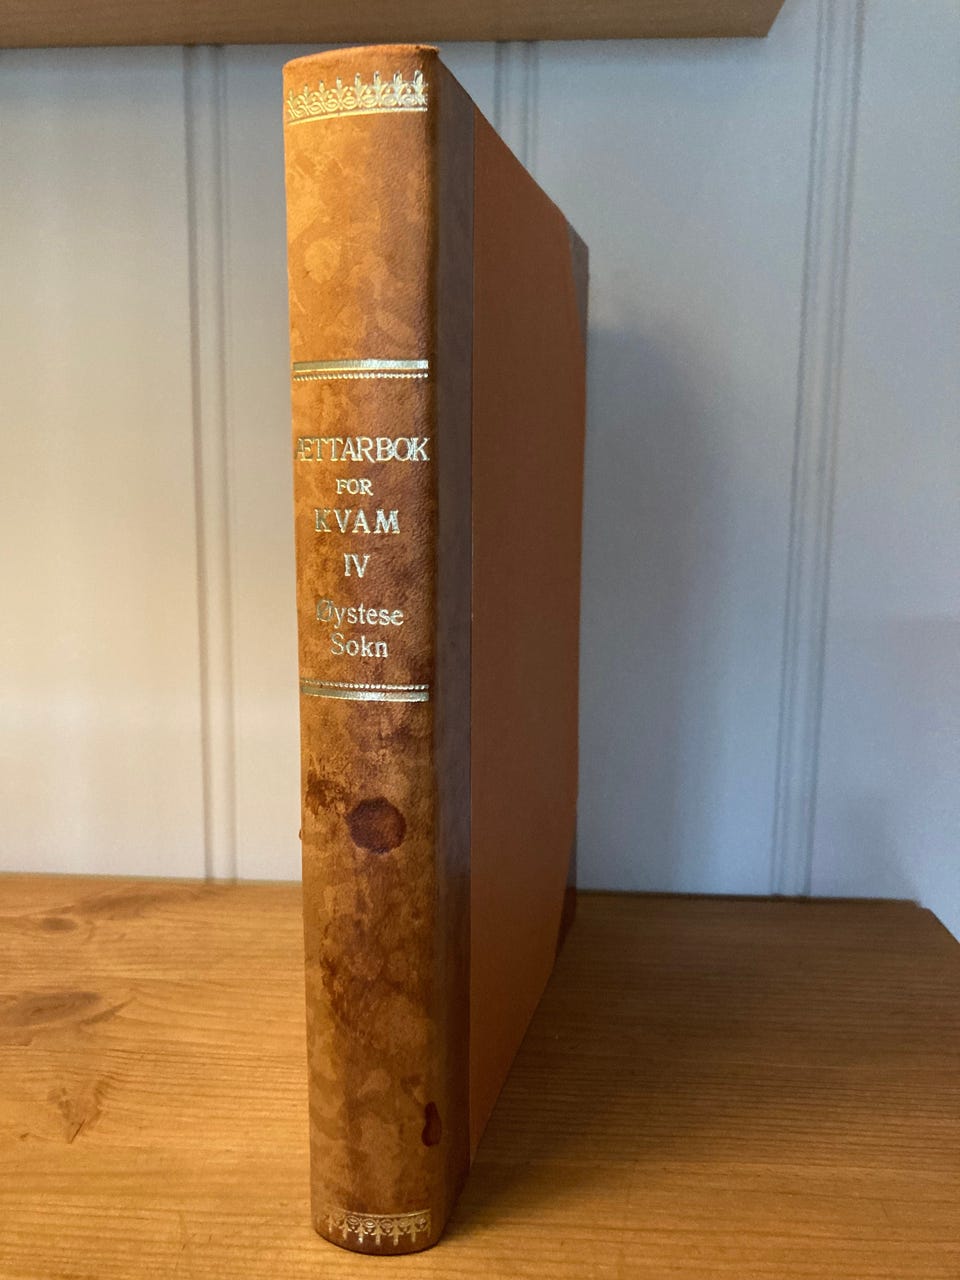 ÆTTARBOK
FOR
KVAM
IV
Øystese
Sokn